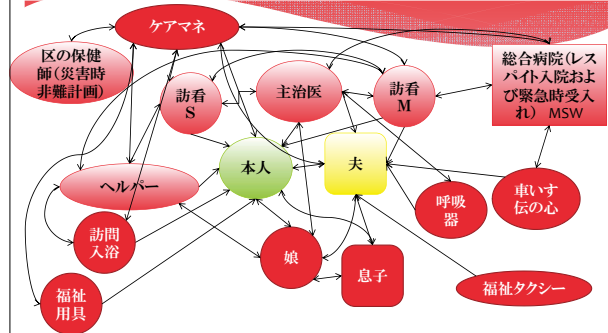 ケアマネ
区の保健
師(災害時
非難計画)
訪看
S
主治医
訪看
M
総合病院(レス
パイト入院およ
び緊急時受入
れ) MSW
本人
夫
ヘルパー
呼吸
器
車いす
伝の心
訪問
入浴
娘
息子
福祉
用具
福祉タクシー